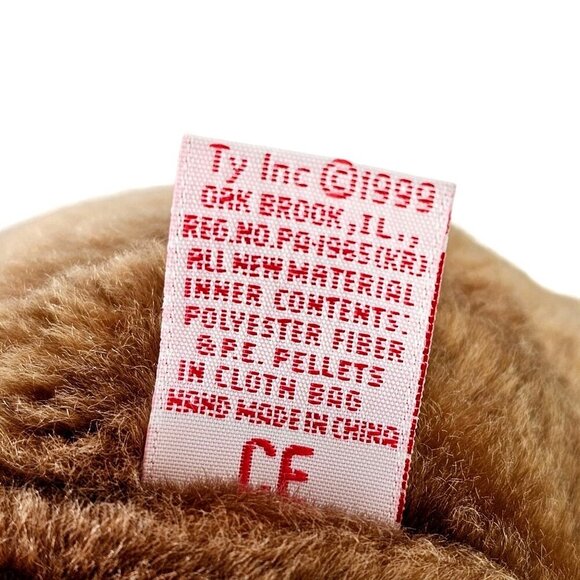 Ty Inc ©1999
OAK BROOK, IL.,
REG.NO.PA-1965(KR)
ALL NEW MATERIAL
INNER CONTENTS:
POLYESTER FIBER
&P.E. PELLETS
IN CLOTH BAG
HAND MADE IN CHINA
CE